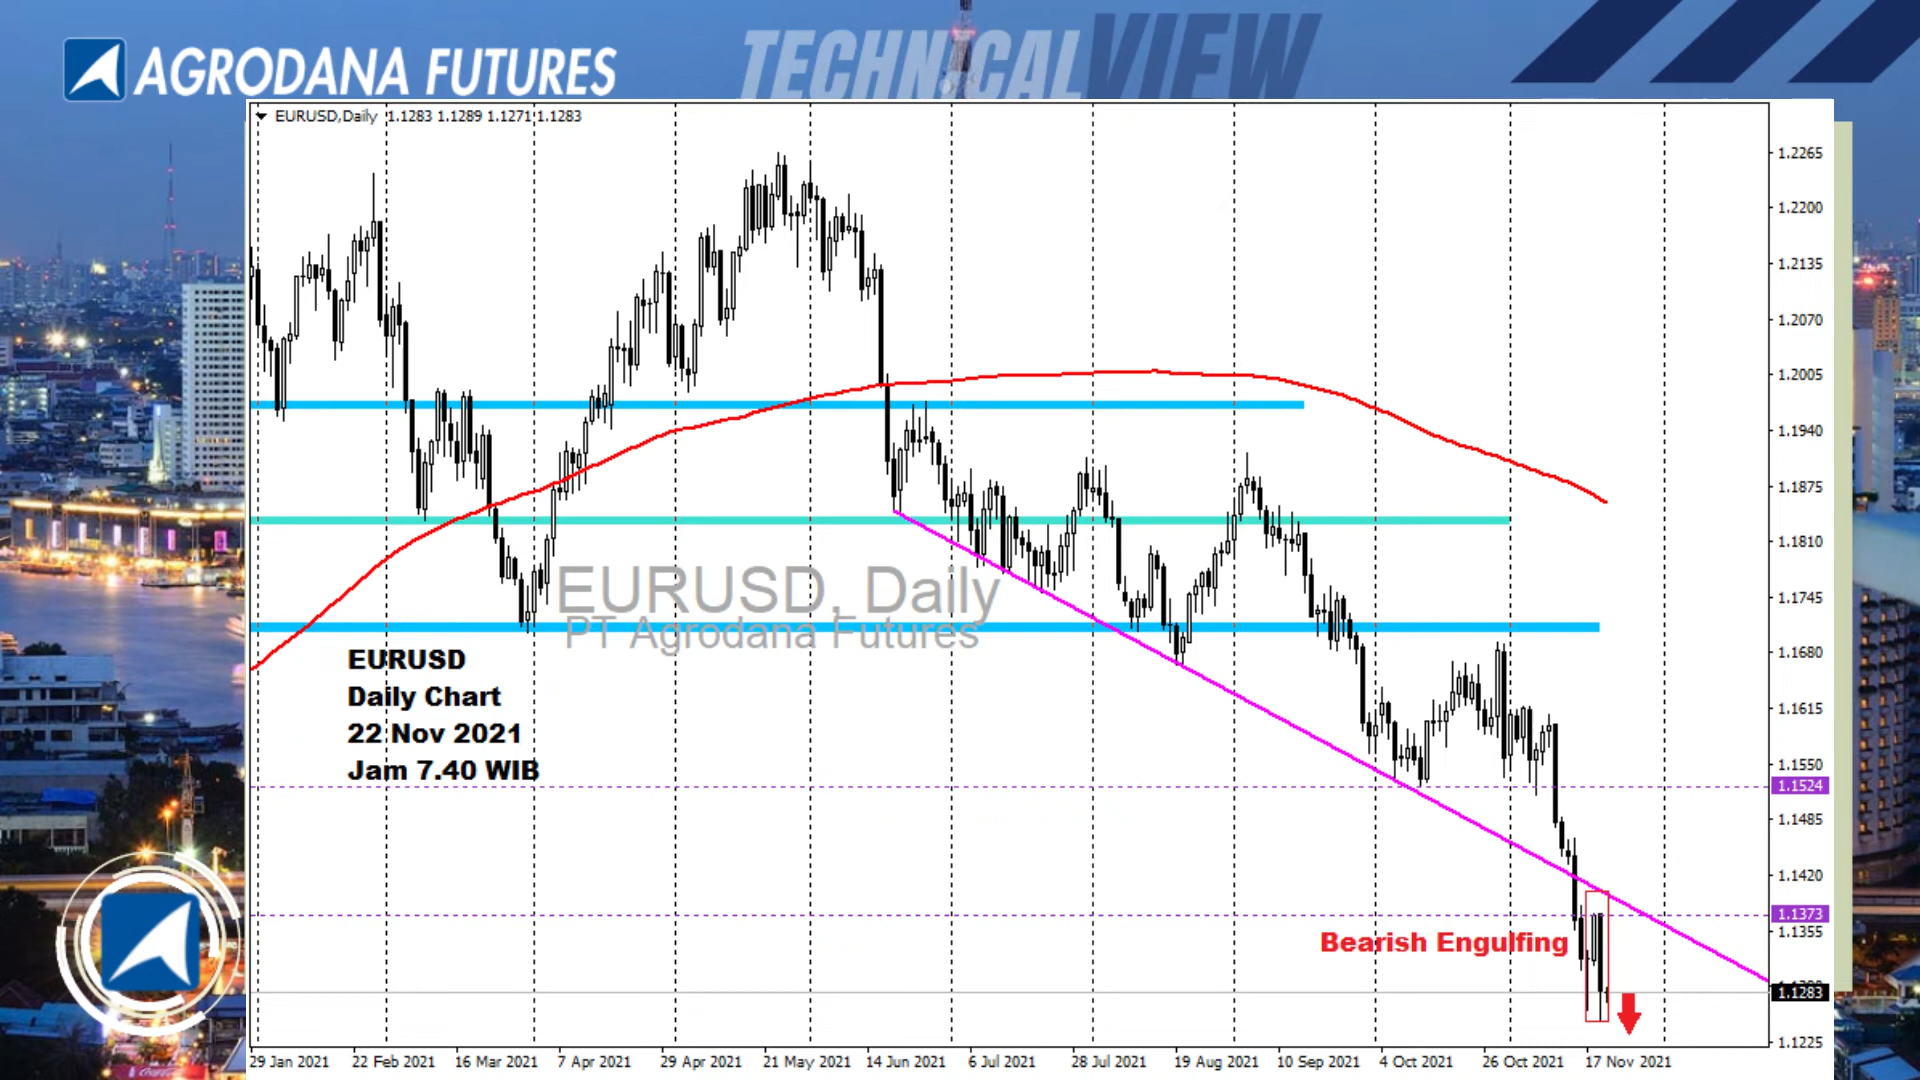 AGRODANA FUTURES
TECHNICALVIEW
EURUSD,Daily 1.1283 1.1289 1.1271 1.1283
1.2265
1.2200
1.2135
1.2070
1.2005
1.1940
1.1875
1.1810
EURUSD, Daily
1.1745
PT Agrodana Futures
EURUSD
1.1680
Daily Chart
1.1615
22 Nov 2021
Jam 7.40 WIB
1.1550
1.1524
1.1485
1.1420
1.1373
Bearish Engulfing
1.1355
1.1283
1.1225
29 Jan 2021 22 Feb 2021 16 Mar 2021 7 Apr 2021 29 Apr 2021 21 May 2021 14 Jun 2021 6 Jul 2021 28 Jul 2021 19 Aug 2021 10 Sep 2021 4 Oct 2021 26 Oct 2021 17 Nov 2021